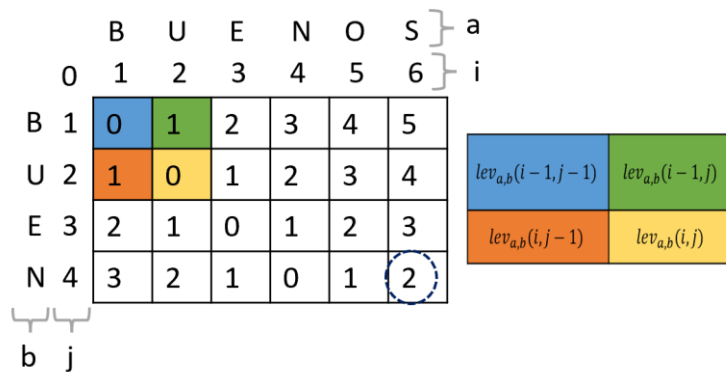 B U E N O S a
0 1 2 3 4 5 6 i
B 1 0 1 2 3 4 5
U 2 1 0 1 2 3 4
E 3 2 1 0 1 2 3
N 4 3 2 1 0 1 2
b j
lev_{a,b}(i − 1, j − 1) lev_{a,b}(i − 1, j)
lev_{a,b}(i, j − 1) lev_{a,b}(i, j)